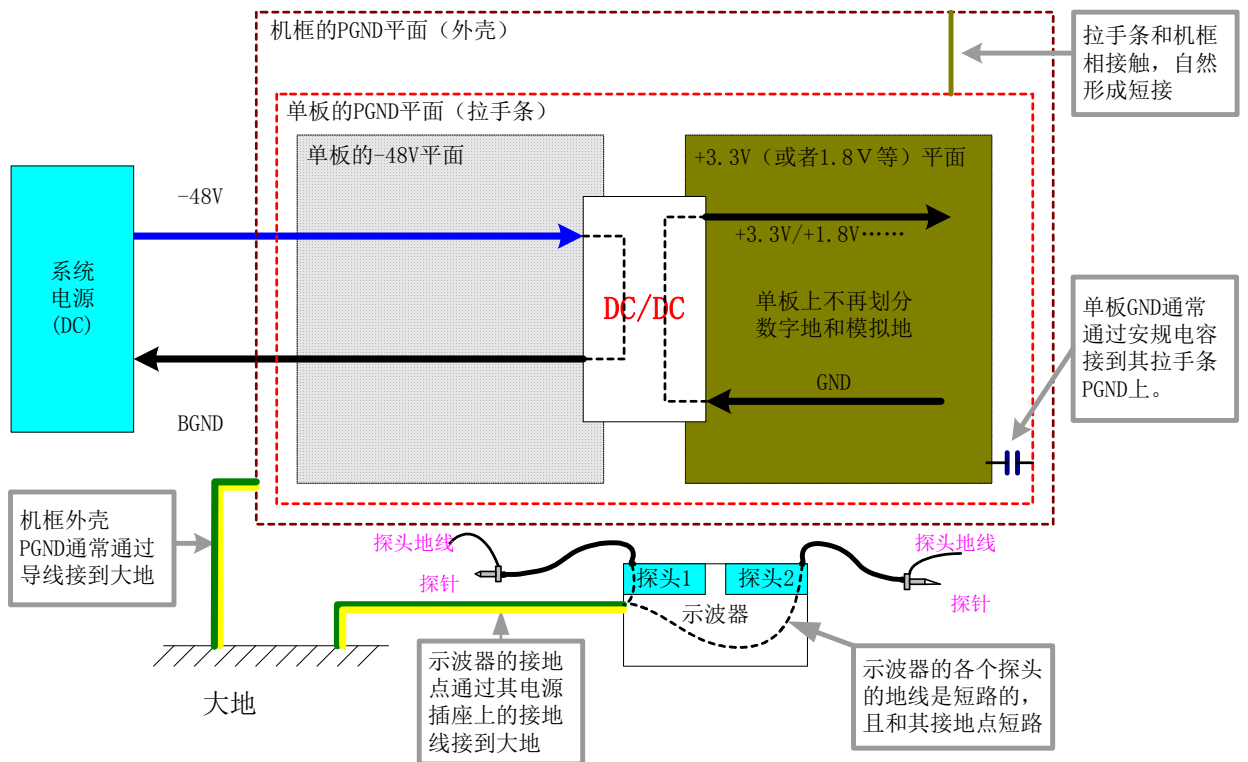 机框的PGND平面（外壳）
拉手条和机框
相接触，自然
形成短接
单板的PGND平面（拉手条）
单板的-48V平面
+3.3V（或者1.8V等）平面
-48V
+3.3V/+1.8V……
系统
电源
(DC)
DC/DC
单板上不再划分
数字地和模拟地
单板GND通常
通过安规电容
接到其拉手条
PGND上。
GND
BGND
机框外壳
PGND通常通过
导线接到大地
探头地线
探针
探头1
探头2
探头地线
探针
示波器
大地
示波器的接地
点通过其电源
插座上的接地
线接到大地
示波器的各个探头
的地线是短路的，
且和其接地点短路